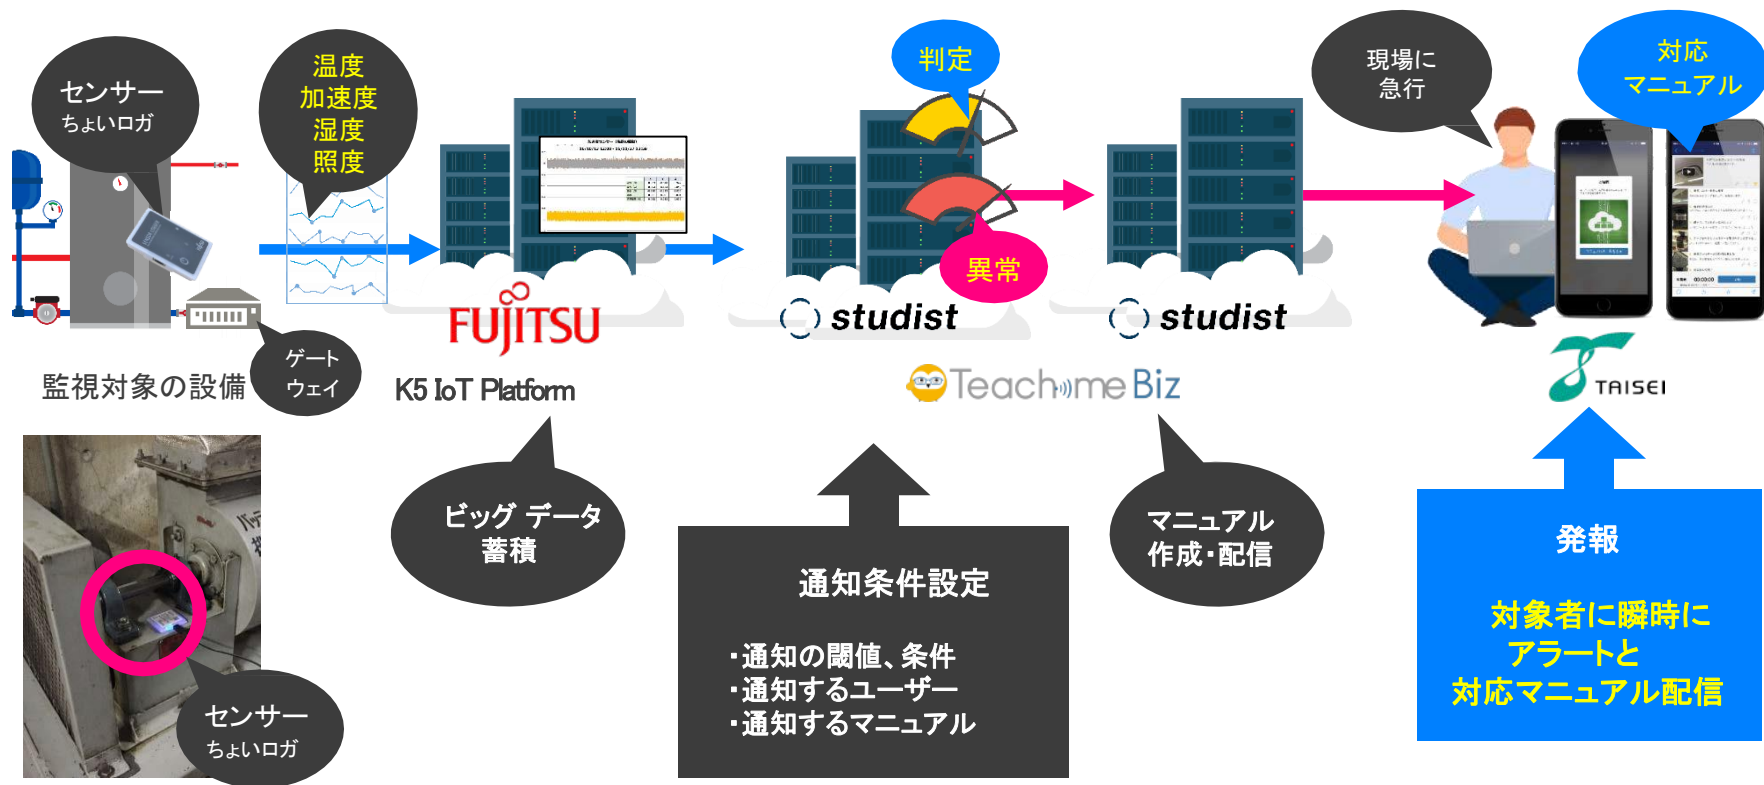 センサー
ちょいロガ
温度
加速度
湿度
照度
判定
現場に
急行
対応
マニュアル
異常
FUJITSU
studist
studist
ゲート
ウェイ
監視対象の設備
K5 IoT Platform
Teachme Biz
TAISEI
ビッグ データ
蓄積
通知条件設定
・通知の閾値、条件
・通知するユーザー
・通知するマニュアル
マニュアル
作成・配信
発報
対象者に瞬時に
アラートと
対応マニュアル配信
センサー
ちょいロガ